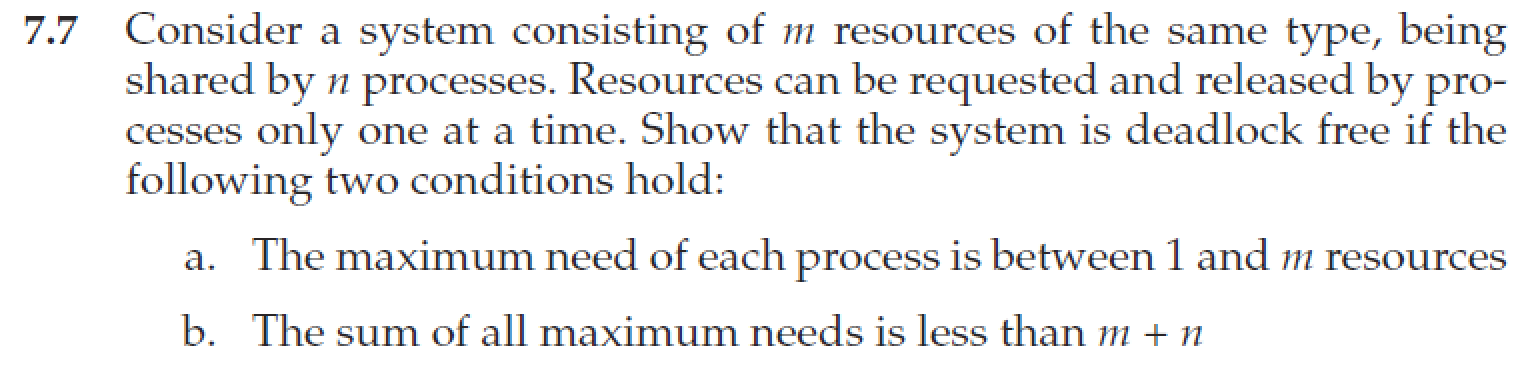 7.7 Consider a system consisting of m resources of the same type, being
shared by n processes. Resources can be requested and released by pro-
cesses only one at a time. Show that the system is deadlock free if the
following two conditions hold:
a. The maximum need of each process is between 1 and m resources
b. The sum of all maximum needs is less than m + n